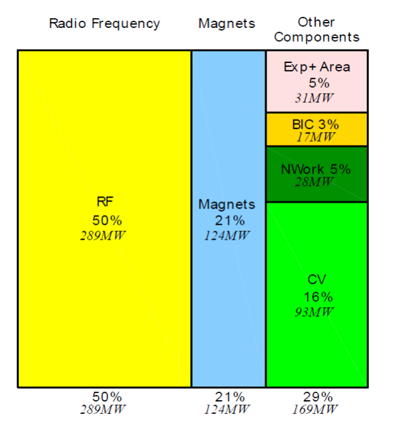 Radio Frequency
Magnets
Other
Components
Exp+ Area
5%
31MW
BIC 3%
17MW
NWork 5%
28MW
RF
50%
289MW
Magnets
21%
124MW
CV
16%
93MW
50%
289MW
21%
124MW
29%
169MW